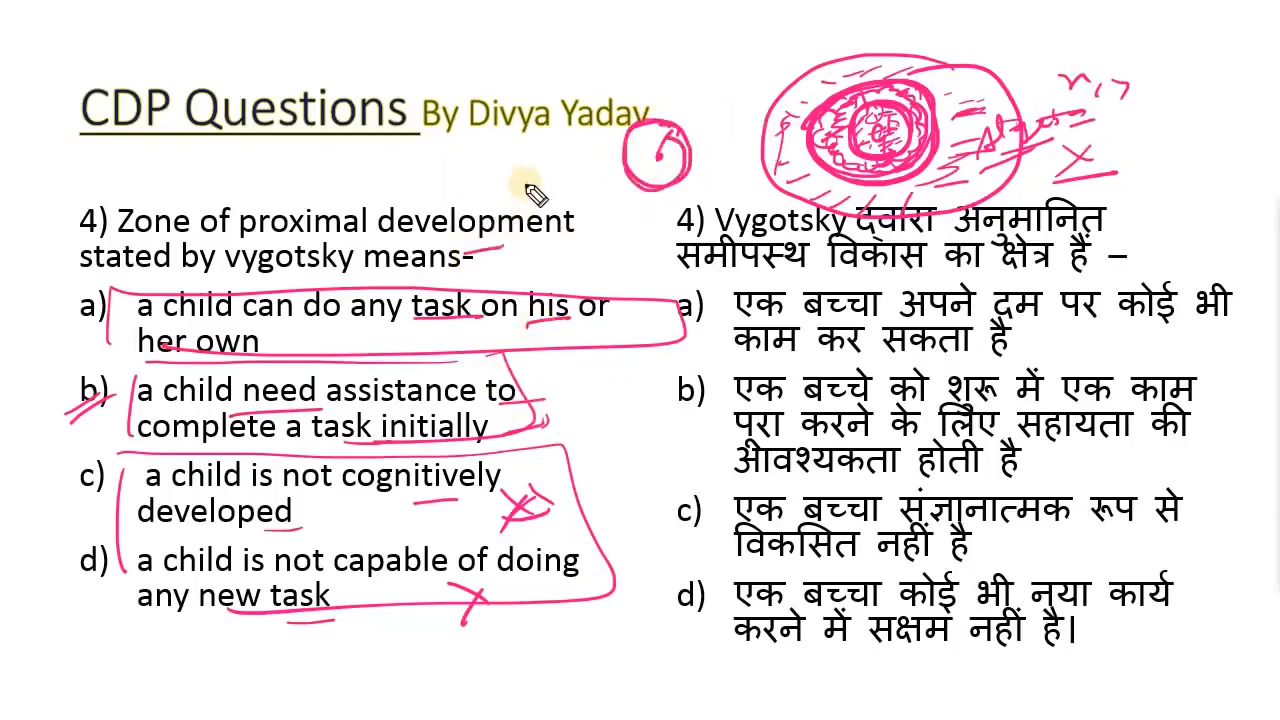 CDP Questions By Divya Yadav
4) Zone of proximal development
stated by vygotsky means-
a) a child can do any task on his or
her own
b) a child need assistance to
complete a task initially
c) a child is not cognitively
developed
d) a child is not capable of doing
any new task
4) Vygotsky द्वारा अनुमानित
समीपस्थ विकास का क्षेत्र हैं –
a) एक बच्चा अपने दम पर कोई भी
काम कर सकता है
b) एक बच्चे को शुरू में एक काम
पूरा करने के लिए सहायता की
आवश्यकता होती है
c) एक बच्चा संज्ञानात्मक रूप से
विकसित नहीं है
d) एक बच्चा कोई भी नया कार्य
करने में सक्षम नहीं है।